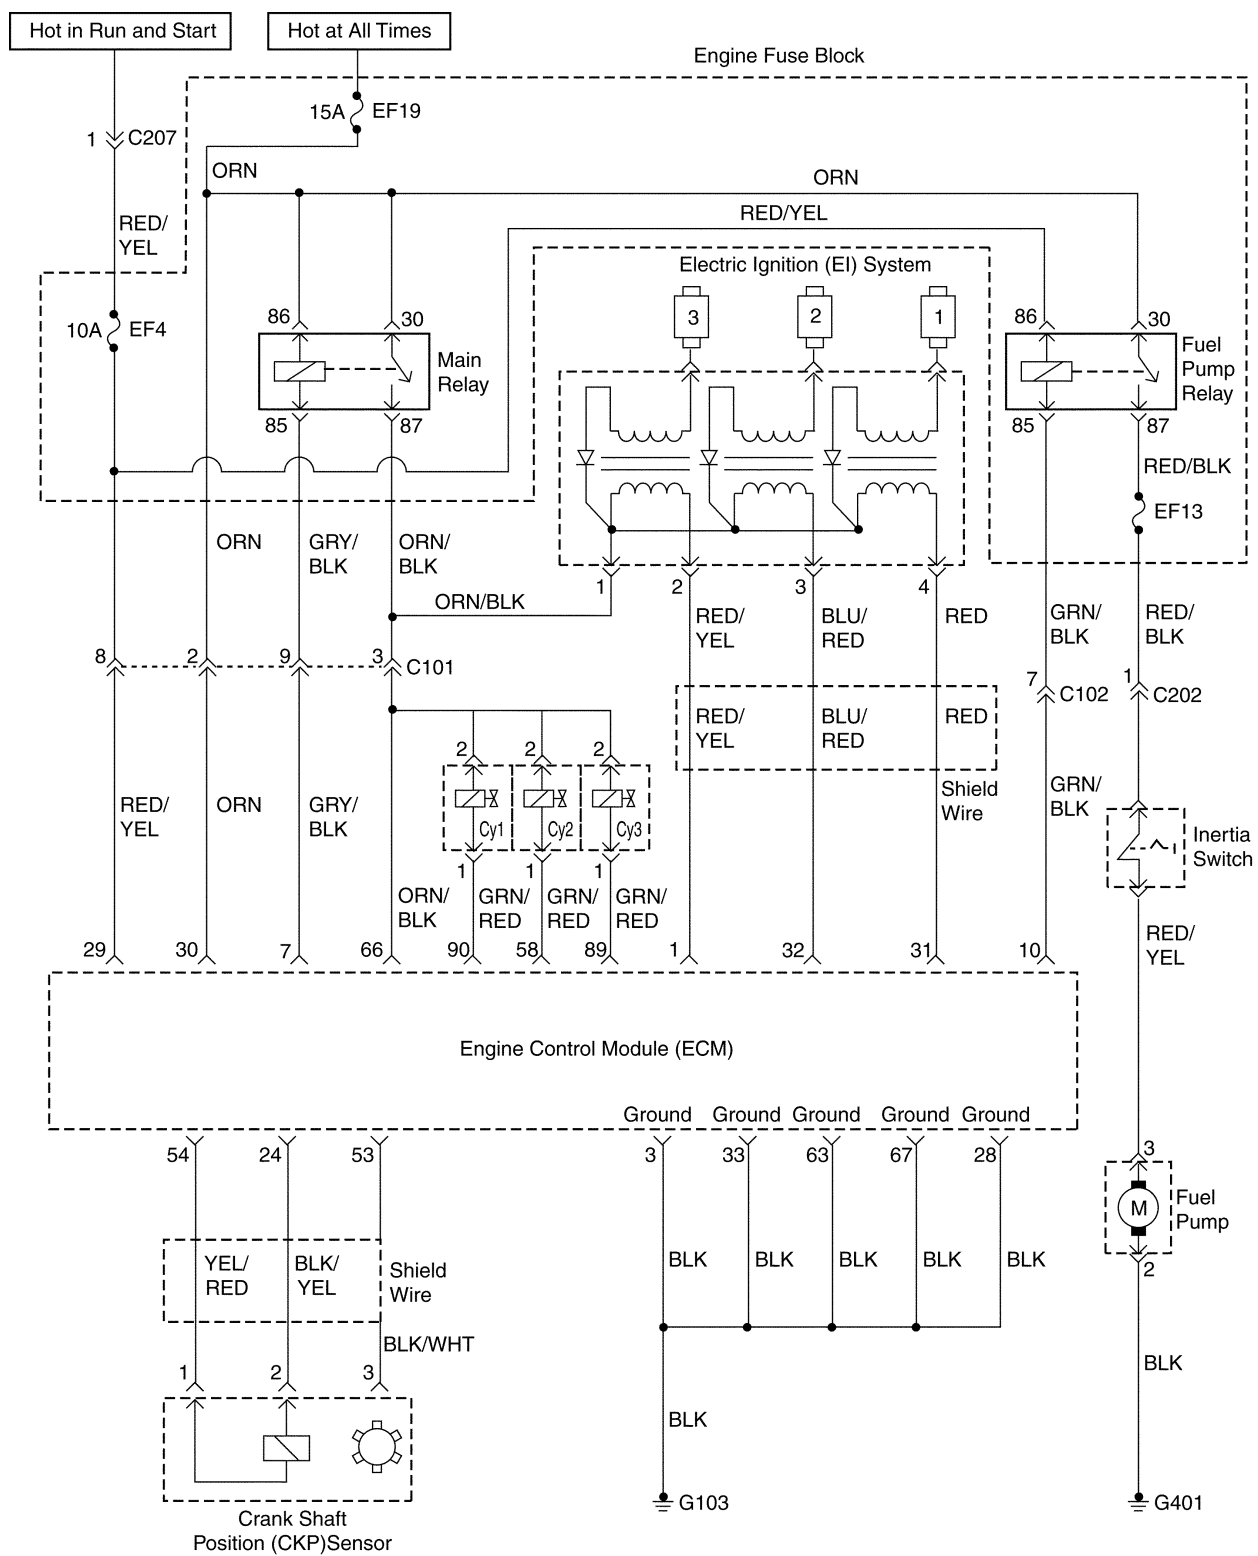 Hot in Run and Start
Hot at All Times
Engine Fuse Block
15A
EF19
1
C207
ORN
ORN
RED/
YEL
RED/YEL
Electric Ignition (EI) System
3
2
1
10A
EF4
86
30
Main
Relay
85
87
86
30
Fuel
Pump
Relay
85
87
RED/BLK
EF13
ORN
GRY/
BLK
ORN/
BLK
ORN/BLK
1
2
3
4
RED/
YEL
BLU/
RED
RED
GRN/
BLK
RED/
BLK
8
2
9
3
C101
7
C102
1
C202
RED/
YEL
BLU/
RED
RED
Shield
Wire
2
2
2
Cy1
Cy2
Cy3
1
1
1
RED/
YEL
ORN
GRY/
BLK
GRN/
BLK
Inertia
Switch
ORN/
BLK
GRN/
RED
GRN/
RED
GRN/
RED
RED/
YEL
29
30
7
66
90
58
89
1
32
31
10
Engine Control Module (ECM)
Ground
Ground
Ground
Ground
Ground
54
24
53
3
33
63
67
28
3
M
Fuel
Pump
2
YEL/
RED
BLK/
YEL
Shield
Wire
BLK
BLK
BLK
BLK
BLK
BLK/WHT
1
2
3
BLK
BLK
G103
G401
Crank Shaft
Position (CKP)Sensor